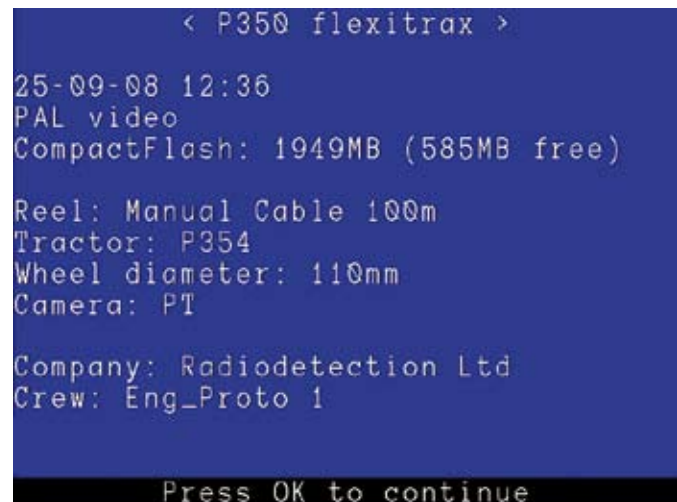 < P350 flexitrax >
25-09-08 12:36
PAL video
CompactFlash: 1949MB (585MB free)
Reel: Manual Cable 100m
Tractor: P354
Wheel diameter: 110mm
Camera: PT
Company: Radiodetection Ltd
Crew: Eng_Proto 1
Press OK to continue